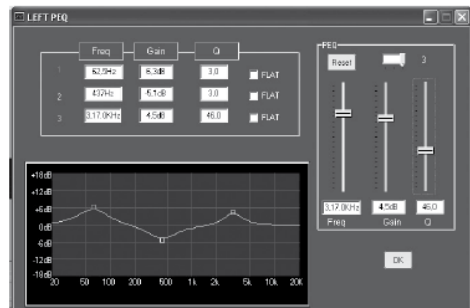 LEFT PEQ
Freq Gain Q
1 62,5Hz 6,3dB 3,0 FLAT
2 437Hz -5,1dB 3,0 FLAT
3 3,17,0KHz 4,5dB 46,0 FLAT
PEQ
Reset 3
3,17,0KHz 4,5dB 46,0
Freq Gain Q
OK
+18dB
+12dB
+6dB
0dB
-6dB
-12dB
-18dB
20 50 100 200 500 1k 2k 5k 10k 20K